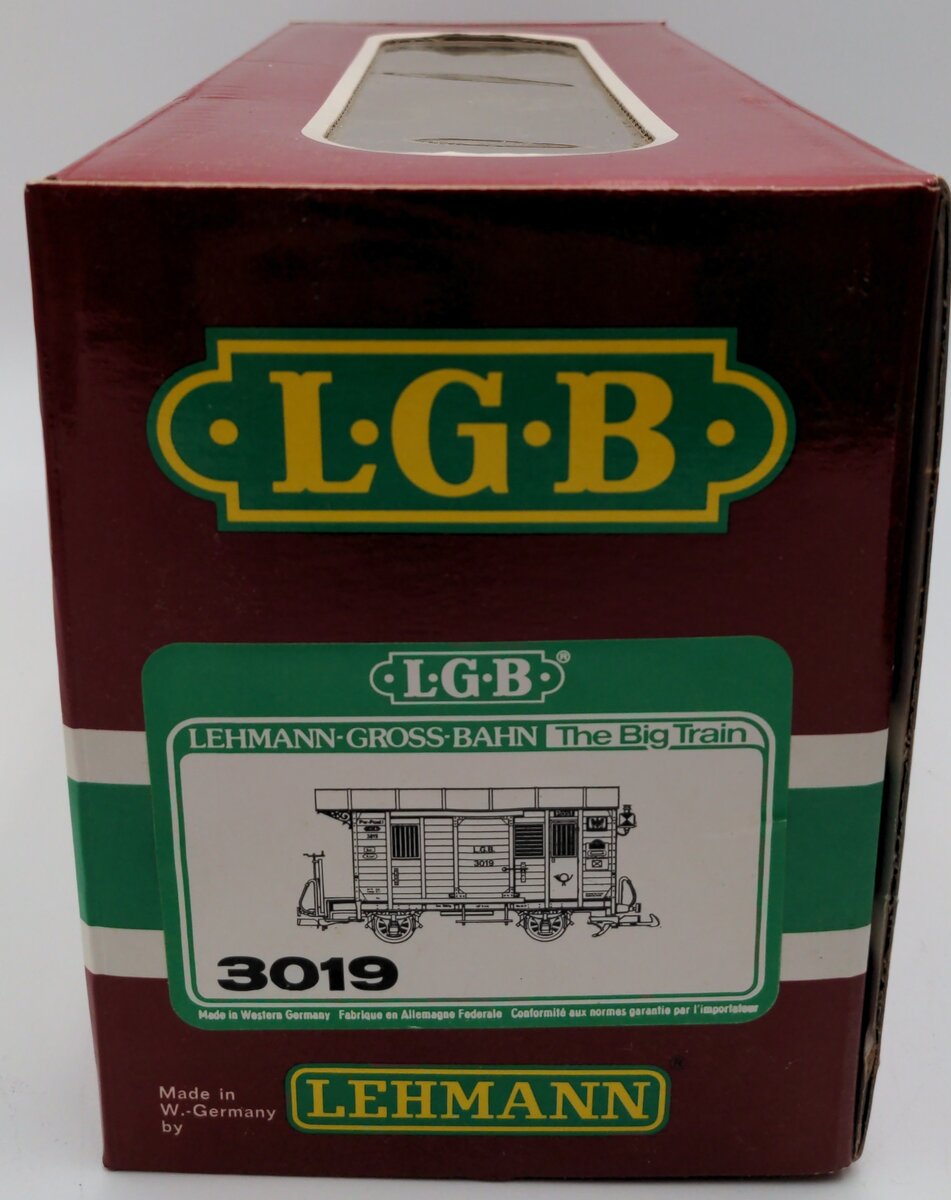 L·G·B
L·G·B®
LEHMANN-GROSS-BAHN The Big Train
Post
L.G.B.
3019
3019
Made in Western Germany Fabrique en Allemagne Federale Conformité aux normes garantie par l'importateur
Made in
W.-Germany
by
LEHMANN®